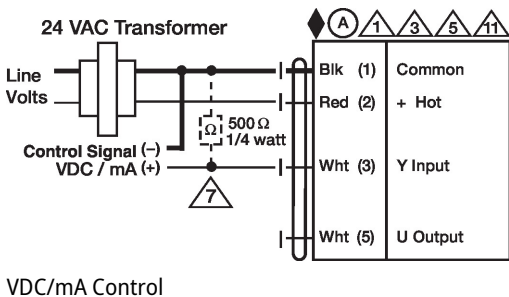 24 VAC Transformer
A 1 3 5 11
Line
Volts
Blk (1) Common
Red (2) + Hot
Ω 500 Ω
1/4 watt
Control Signal (–)
VDC / mA (+)
Wht (3) Y Input
7
Wht (5) U Output
VDC/mA Control